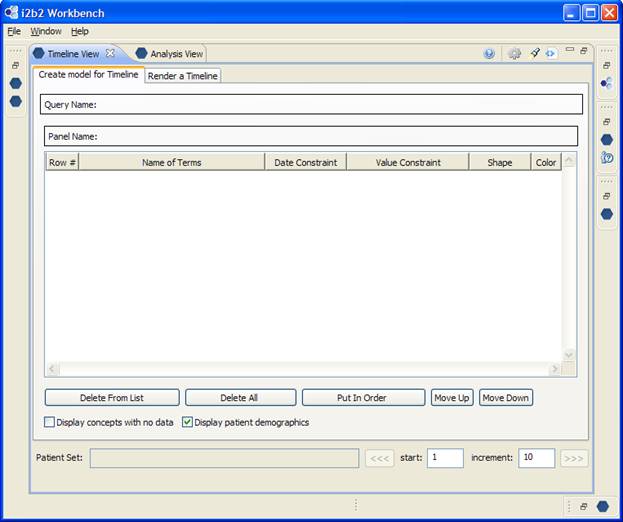 i2b2 Workbench
File Window Help
Timeline View Analysis View
Create model for Timeline Render a Timeline
Query Name:
Panel Name:
Row # Name of Terms Date Constraint Value Constraint Shape Color
Delete From List Delete All Put In Order Move Up Move Down
Display concepts with no data Display patient demographics
Patient Set: <<< start: 1 increment: 10 >>>